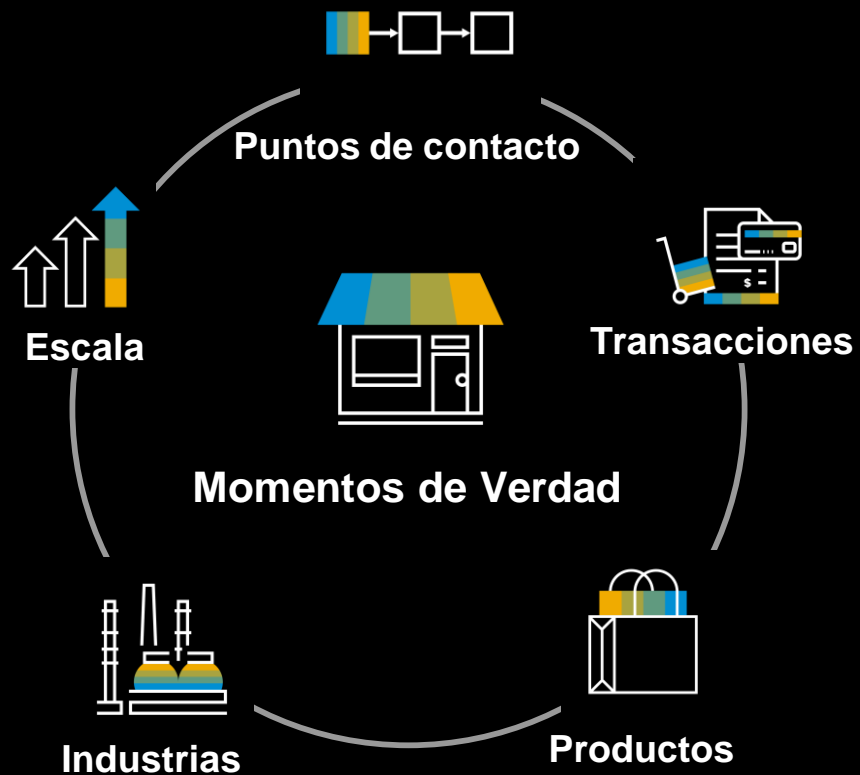 Puntos de contacto
Escala
Transacciones
$
Momentos de Verdad
Industrias
Productos